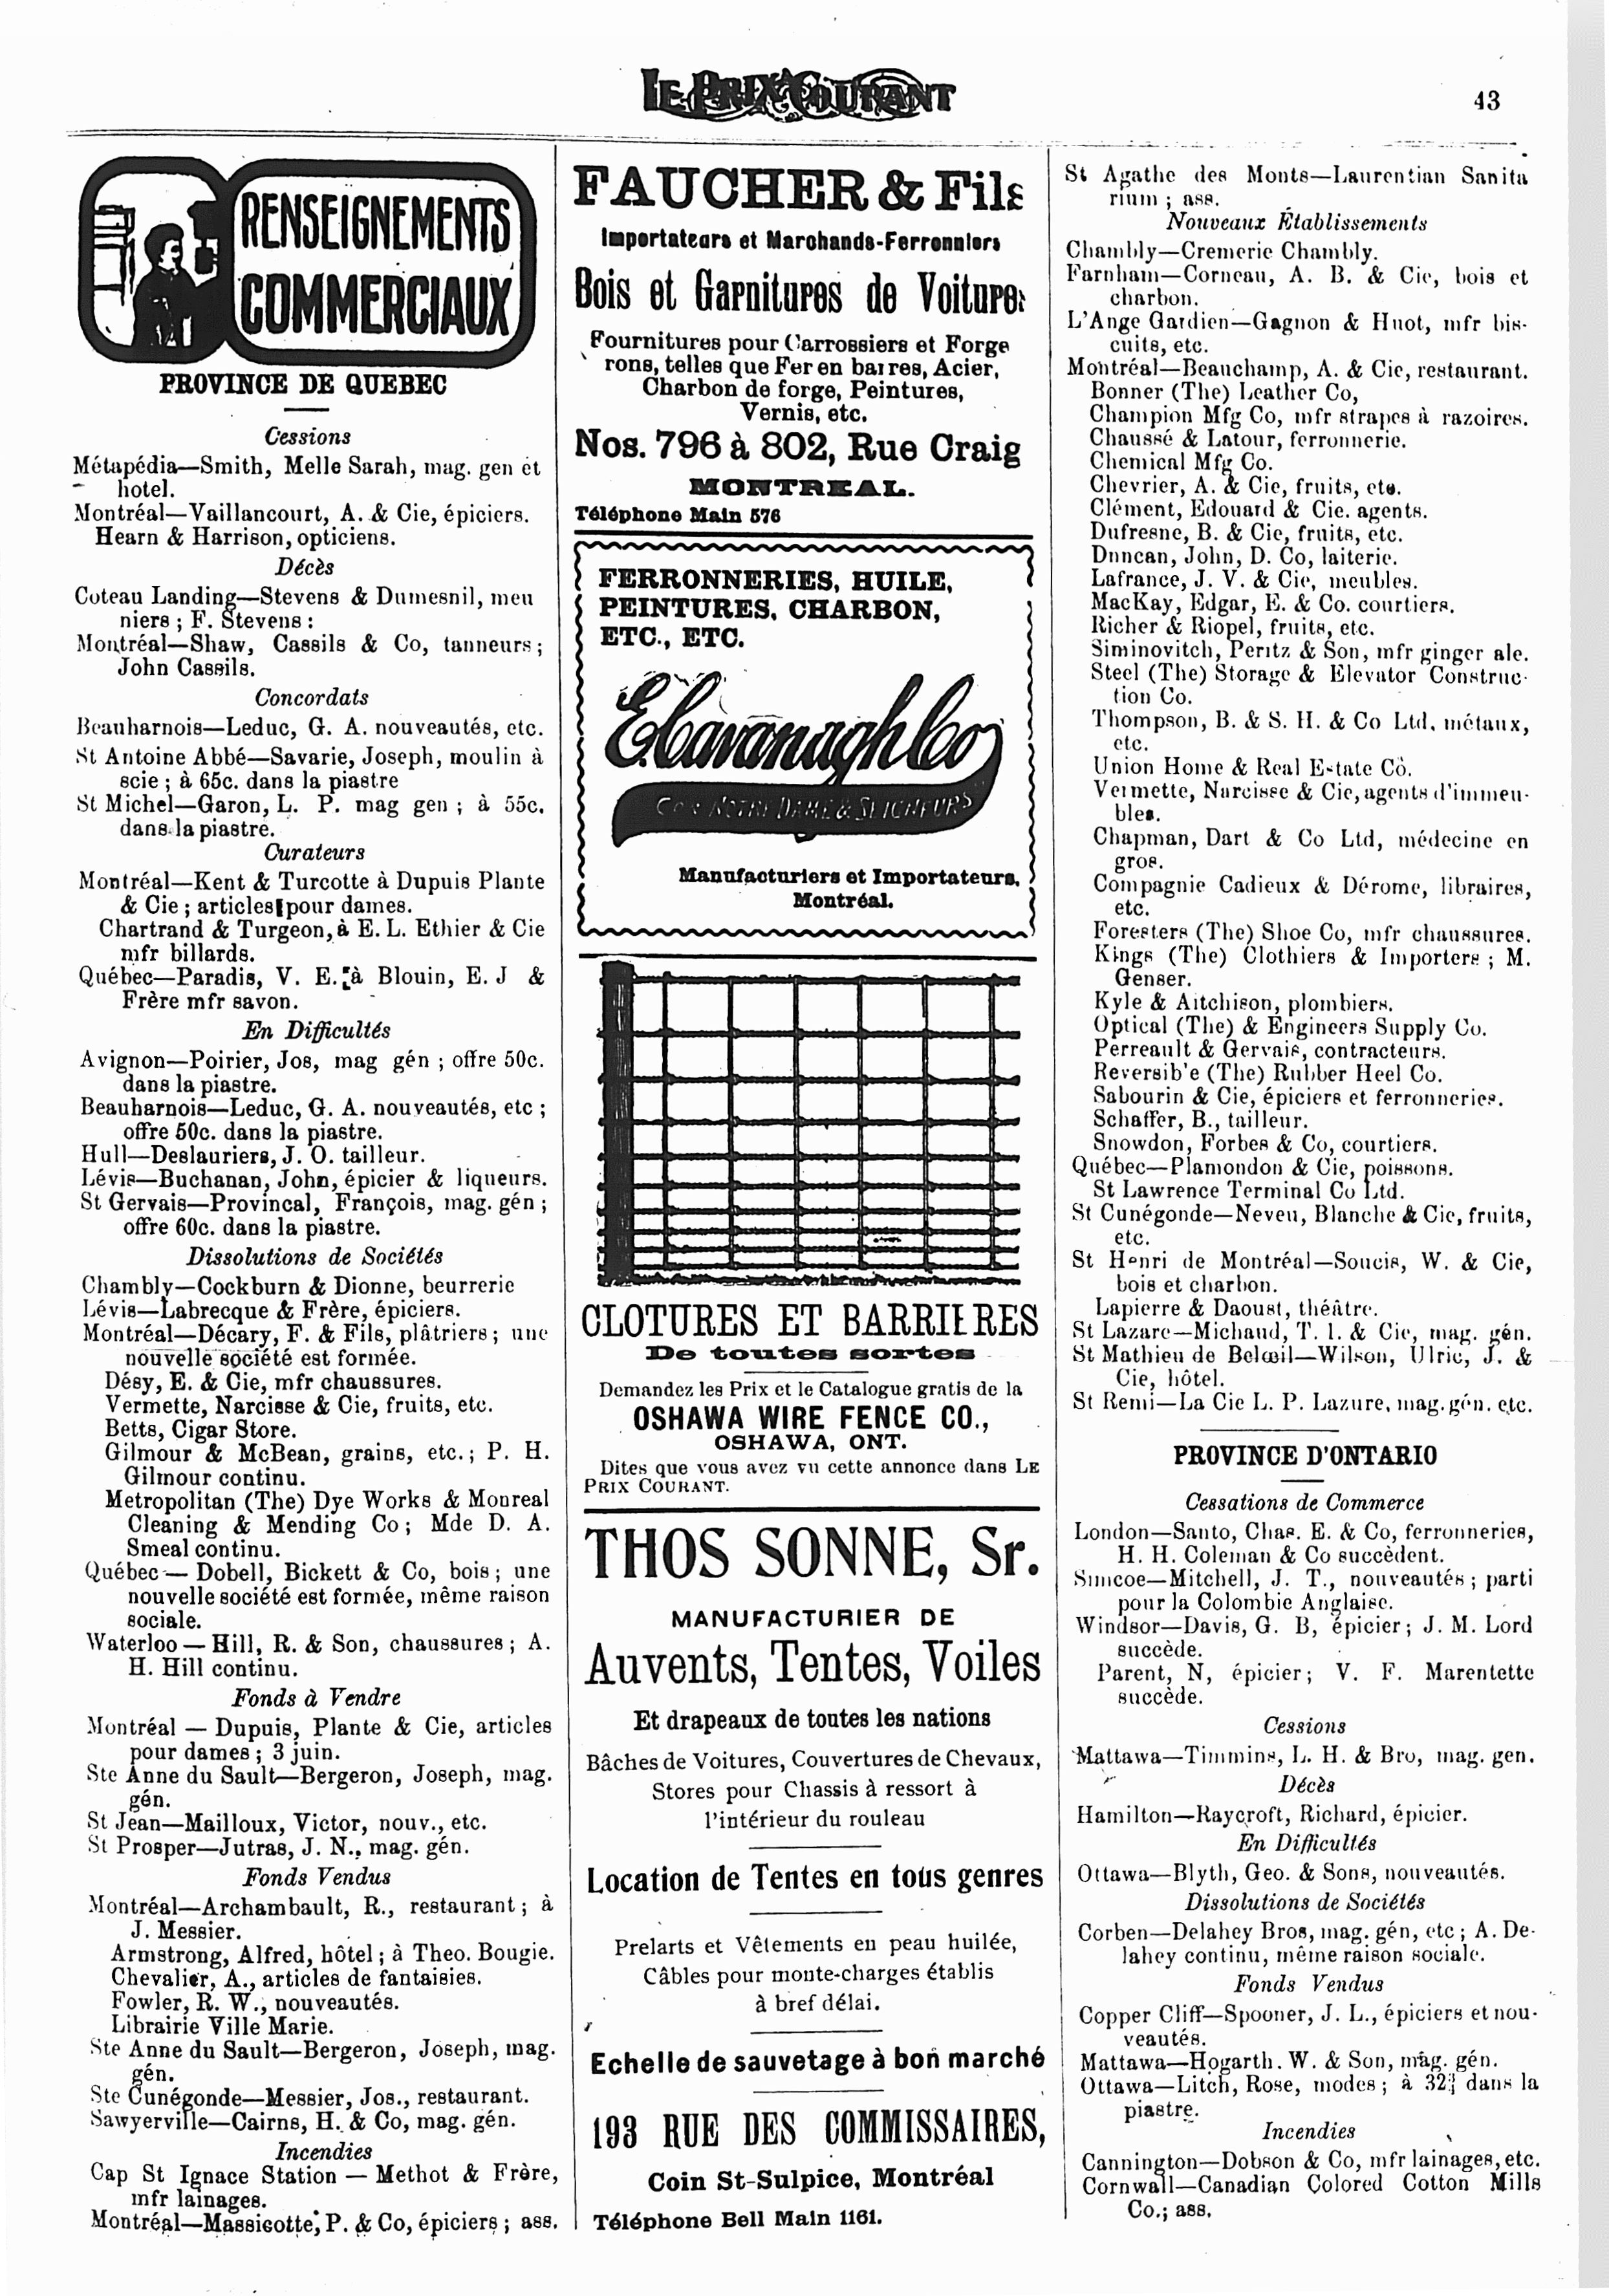 LE PRIX COURANT
43
RENSEIGNEMENTS
COMMERCIAUX
PROVINCE DE QUEBEC
Cessions
Métapédia—Smith, Melle Sarah, mag. gen et
hotel.
Montréal—Vaillancourt, A. & Cie, épiciers.
Hearn & Harrison, opticiens.
Décès
Coteau Landing—Stevens & Dumesnil, meu
niers ; F. Stevens :
Montréal—Shaw, Cassils & Co, tanneurs ;
John Cassils.
Concordats
Beauharnois—Leduc, G. A. nouveautés, etc.
St Antoine Abbé—Savarie, Joseph, moulin à
scie ; à 65c. dans la piastre
St Michel—Garon, L. P. mag gen ; à 55c.
dans la piastre.
Curateurs
Montréal—Kent & Turcotte à Dupuis Plante
& Cie ; articles pour dames.
Chartrand & Turgeon, à E. L. Ethier & Cie
mfr billards.
Québec—Paradis, V. E. à Blouin, E. J &
Frère mfr savon.
En Difficultés
Avignon—Poirier, Jos, mag gén ; offre 50c.
dans la piastre.
Beauharnois—Leduc, G. A. nouveautés, etc ;
offre 50c. dans la piastre.
Hull—Deslauriers, J. O. tailleur.
Lévis—Buchanan, John, épicier & liqueurs.
St Gervais—Provincal, François, mag. gén ;
offre 60c. dans la piastre.
Dissolutions de Sociétés
Chambly—Cockburn & Dionne, beurrerie
Lévis—Labrecque & Frère, épiciers.
Montréal—Décary, F. & Fils, plâtriers ; une
nouvelle société est formée.
Désy, E. & Cie, mfr chaussures.
Vermette, Narcisse & Cie, fruits, etc.
Betts, Cigar Store.
Gilmour & McBean, grains, etc. ; P. H.
Gilmour continu.
Metropolitan (The) Dye Works & Monreal
Cleaning & Mending Co ; Mde D. A.
Smeal continu.
Québec — Dobell, Bickett & Co, bois ; une
nouvelle société est formée, même raison
sociale.
Waterloo — Hill, R. & Son, chaussures ; A.
H. Hill continu.
Fonds à Vendre
Montréal — Dupuis, Plante & Cie, articles
pour dames ; 3 juin.
Ste Anne du Sault—Bergeron, Joseph, mag.
gén.
St Jean—Mailloux, Victor, nouv., etc.
St Prosper—Jutras, J. N., mag. gén.
Fonds Vendus
Montréal—Archambault, R., restaurant ; à
J. Messier.
Armstrong, Alfred, hôtel ; à Theo. Bougie.
Chevalier, A., articles de fantaisies.
Fowler, R. W., nouveautés.
Librairie Ville Marie.
Ste Anne du Sault—Bergeron, Joseph, mag.
gén.
Ste Cunégonde—Messier, Jos., restaurant.
Sawyerville—Cairns, H. & Co, mag. gén.
Incendies
Cap St Ignace Station — Methot & Frère,
mfr lainages.
Montréal—Massicotte, P. & Co, épiciers ; ass.
FAUCHER & Fils
Importateurs et Marchands-Ferronniers
Bois et Garnitures de Voitures
Fournitures pour Carrossiers et Forge
rons, telles que Fer en barres, Acier,
Charbon de forge, Peintures,
Vernis, etc.
Nos. 796 à 802, Rue Craig
MONTREAL.
Téléphone Main 576
FERRONNERIES, HUILE,
PEINTURES, CHARBON,
ETC., ETC.
E. Cavanagh Co
COR NOTRE DAME & SEIGNEURS
Manufacturiers et Importateurs,
Montréal.
CLOTURES ET BARRIERES
De toutes sortes
Demandez les Prix et le Catalogue gratis de la
OSHAWA WIRE FENCE CO.,
OSHAWA, ONT.
Dites que vous avez vu cette annonce dans LE
PRIX COURANT.
THOS SONNE, Sr.
MANUFACTURIER DE
Auvents, Tentes, Voiles
Et drapeaux de toutes les nations
Bâches de Voitures, Couvertures de Chevaux,
Stores pour Chassis à ressort à
l'intérieur du rouleau
Location de Tentes en tous genres
Prelarts et Vêtements en peau huilée,
Câbles pour monte-charges établis
à bref délai.
Echelle de sauvetage à bon marché
193 RUE DES COMMISSAIRES,
Coin St-Sulpice, Montréal
Téléphone Bell Main 1161.
St Agathe des Monts—Laurentian Sanita
rium ; ass.
Nouveaux Établissements
Chambly—Cremerie Chambly.
Farnham—Corneau, A. B. & Cie, bois et
charbon.
L'Ange Gardien—Gagnon & Huot, mfr bis-
cuits, etc.
Montréal—Beauchamp, A. & Cie, restaurant.
Bonner (The) Leather Co,
Champion Mfg Co, mfr strapes à razoires.
Chaussé & Latour, ferronnerie.
Chemical Mfg Co.
Chevrier, A. & Cie, fruits, etc.
Clément, Edouard & Cie. agents.
Dufresne, B. & Cie, fruits, etc.
Duncan, John, D. Co, laiterie.
Lafrance, J. V. & Cie, meubles.
MacKay, Edgar, E. & Co. courtiers.
Richer & Riopel, fruits, etc.
Siminovitch, Peritz & Son, mfr ginger ale.
Steel (The) Storage & Elevator Construc-
tion Co.
Thompson, B. & S. H. & Co Ltd. métaux,
etc.
Union Home & Real Estate Co.
Vermette, Narcisse & Cie, agents d'immeu-
bles.
Chapman, Dart & Co Ltd, médecine en
gros.
Compagnie Cadieux & Dérome, libraires,
etc.
Foresters (The) Shoe Co, mfr chaussures.
Kings (The) Clothiers & Importers ; M.
Genser.
Kyle & Aitchison, plombiers.
Optical (The) & Engineers Supply Co.
Perreault & Gervais, contracteurs.
Reversib'e (The) Rubber Heel Co.
Sabourin & Cie, épiciers et ferronneries.
Schaffer, B., tailleur.
Snowdon, Forbes & Co, courtiers.
Québec—Plamondon & Cie, poissons.
St Lawrence Terminal Co Ltd.
St Cunégonde—Neveu, Blanche & Cie, fruits,
etc.
St Henri de Montréal—Soucis, W. & Cie,
bois et charbon.
Lapierre & Daoust, théâtre.
St Lazare—Michaud, T. I. & Cie, mag. gén.
St Mathieu de Belœil—Wilson, Ulric, J. &
Cie, hôtel.
St Remi—La Cie L. P. Lazure, mag. gén. etc.
PROVINCE D'ONTARIO
Cessations de Commerce
London—Santo, Chas. E. & Co, ferronneries,
H. H. Coleman & Co succèdent.
Simcoe—Mitchell, J. T., nouveautés ; parti
pour la Colombie Anglaise.
Windsor—Davis, G. B, épicier ; J. M. Lord
succède.
Parent, N, épicier ; V. F. Marentette
succède.
Cessions
Mattawa—Timmins, L. H. & Bro, mag. gen.
Décès
Hamilton—Raycroft, Richard, épicier.
En Difficultés
Ottawa—Blyth, Geo. & Sons, nouveautés.
Dissolutions de Sociétés
Corben—Delahey Bros, mag. gén, etc ; A. De-
lahey continu, même raison sociale.
Fonds Vendus
Copper Cliff—Spooner, J. L., épiciers et nou-
veautés.
Mattawa—Hogarth. W. & Son, mag. gén.
Ottawa—Litch, Rose, modes ; à dans la
piastre.
Incendies
Cannington—Dobson & Co, mfr lainages, etc.
Cornwall—Canadian Colored Cotton Mills
Co.; ass.